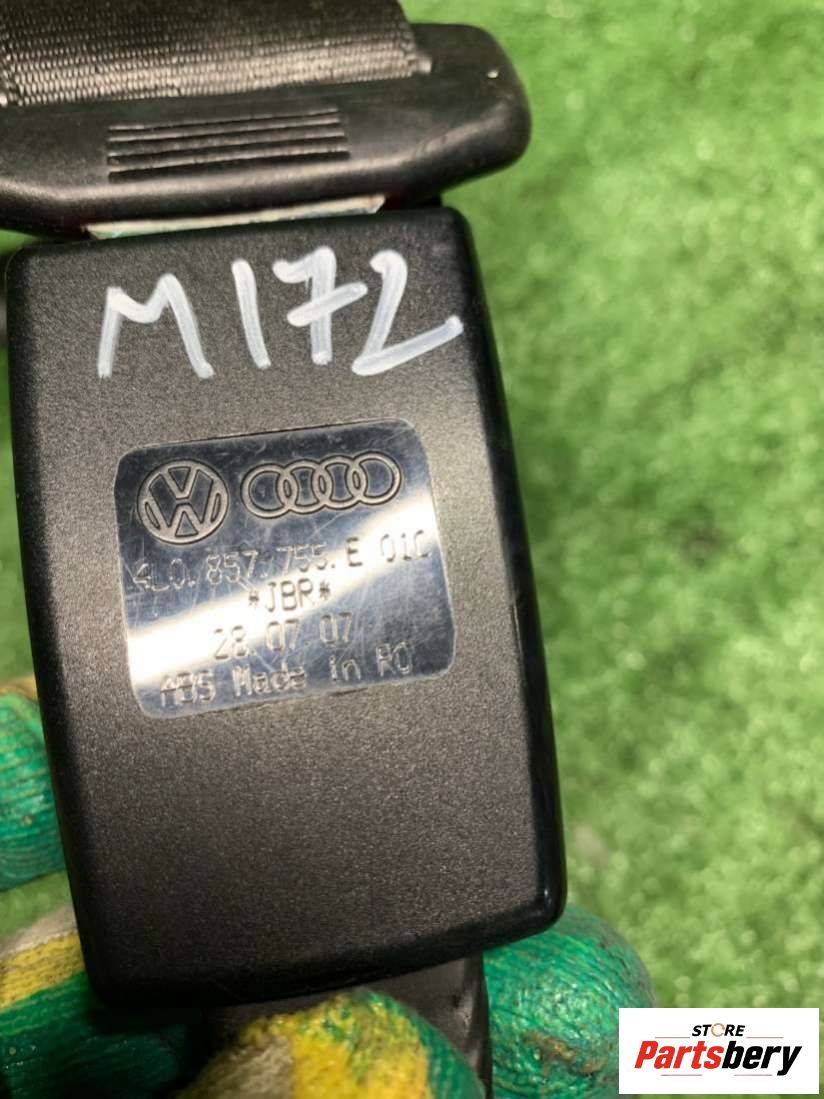 M172
4L0.857.755.E 01C
*JBR*
28.07.07
ABS Made in RO
STORE
Partsbery